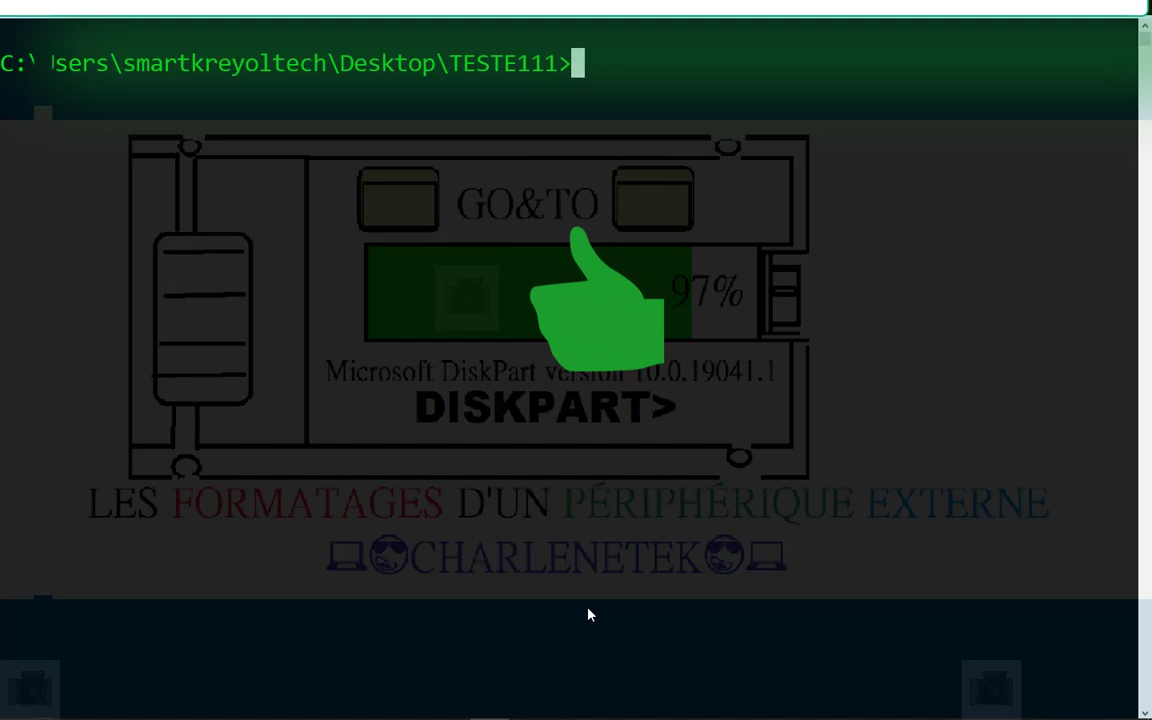 C:\Users\smartkreyoltech\Desktop\TESTE111>
GO&TO
97%
Microsoft DiskPart version 10.0.19041.1
DISKPART>
LES FORMATAGES D'UN PÉRIPHÉRIQUE EXTERNE
💻😎CHARLENETEK😎💻